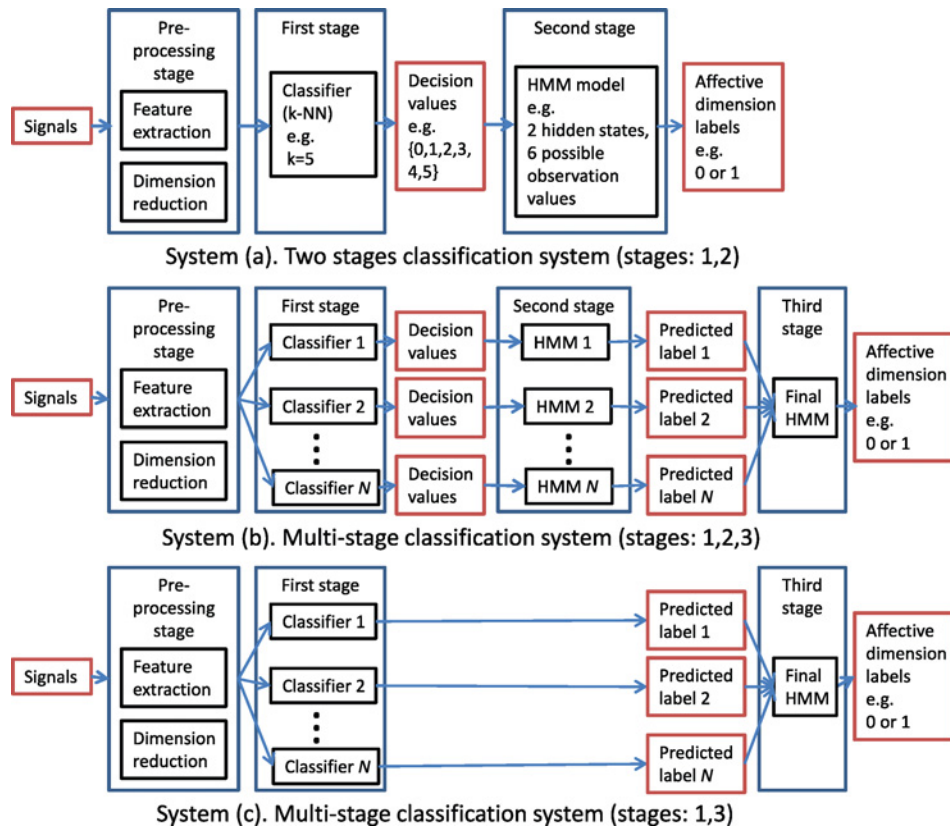 Signals
Pre-
processing
stage
Feature
extraction
Dimension
reduction
First stage
Classifier
(k-NN)
e.g.
k=5
Decision
values
e.g.
{0,1,2,3,
4,5}
Second stage
HMM model
e.g.
2 hidden states,
6 possible
observation
values
Affective
dimension
labels
e.g.
0 or 1
System (a). Two stages classification system (stages: 1,2)
Signals
Pre-
processing
stage
Feature
extraction
Dimension
reduction
First stage
Classifier 1
Classifier 2
Classifier N
Decision
values
Decision
values
Decision
values
Second stage
HMM 1
HMM 2
HMM N
Predicted
label 1
Predicted
label 2
Predicted
label N
Third
stage
Final
HMM
Affective
dimension
labels
e.g.
0 or 1
System (b). Multi-stage classification system (stages: 1,2,3)
Signals
Pre-
processing
stage
Feature
extraction
Dimension
reduction
First stage
Classifier 1
Classifier 2
Classifier N
Predicted
label 1
Predicted
label 2
Predicted
label N
Third
stage
Final
HMM
Affective
dimension
labels
e.g.
0 or 1
System (c). Multi-stage classification system (stages: 1,3)